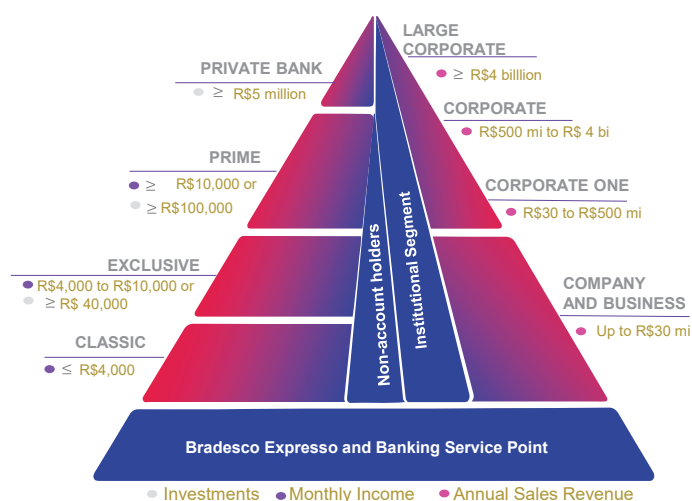 LARGE
CORPORATE
≥ R$4 billlion
PRIVATE BANK
≥ R$5 million
CORPORATE
R$500 mi to R$ 4 bi
PRIME
≥ R$10,000 or
≥ R$100,000
CORPORATE ONE
R$30 to R$500 mi
EXCLUSIVE
R$4,000 to R$10,000 or
≥ R$ 40,000
COMPANY
AND BUSINESS
Up to R$30 mi
CLASSIC
≤ R$4,000
Non-account holders
Institutional Segment
Bradesco Expresso and Banking Service Point
Investments Monthly Income Annual Sales Revenue